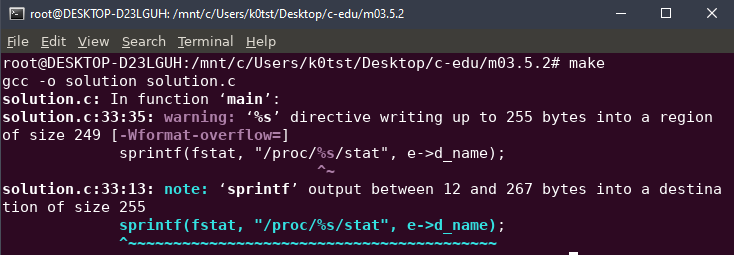 root@DESKTOP-D23LGUH: /mnt/c/Users/k0tst/Desktop/c-edu/m03.5.2
File Edit View Search Terminal Help
root@DESKTOP-D23LGUH:/mnt/c/Users/k0tst/Desktop/c-edu/m03.5.2# make
gcc -o solution solution.c
solution.c: In function ‘main’:
solution.c:33:35: warning: ‘%s’ directive writing up to 255 bytes into a region
of size 249 [-Wformat-overflow=]
             sprintf(fstat, "/proc/%s/stat", e->d_name);
                                   ^~
solution.c:33:13: note: ‘sprintf’ output between 12 and 267 bytes into a destina
tion of size 255
             sprintf(fstat, "/proc/%s/stat", e->d_name);
             ^~~~~~~~~~~~~~~~~~~~~~~~~~~~~~~~~~~~~~~~~~